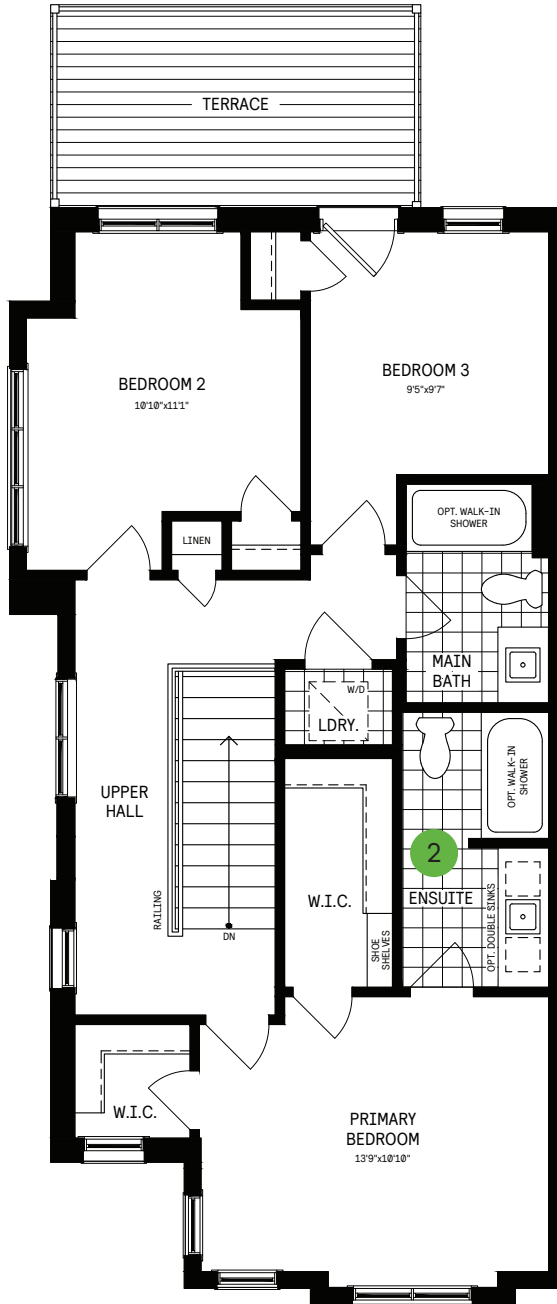 TERRACE
BEDROOM 2
10'10"x11'1"
BEDROOM 3
9'5"x9'7"
LINEN
OPT. WALK-IN
SHOWER
MAIN
BATH
W/D
LDRY.
UPPER
HALL
RAILING
DN
W.I.C.
SHOE
SHELVES
OPT. WALK-IN
SHOWER
2
ENSUITE
OPT. DOUBLE SINKS
W.I.C.
PRIMARY
BEDROOM
13'9"x10'10"